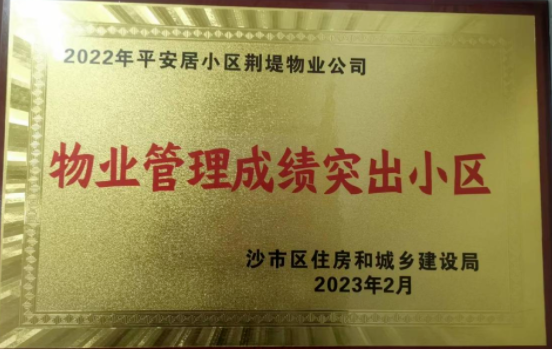 2022年平安居小区荆堤物业公司
物业管理成绩突出小区
沙市区住房和城乡建设局
2023年2月